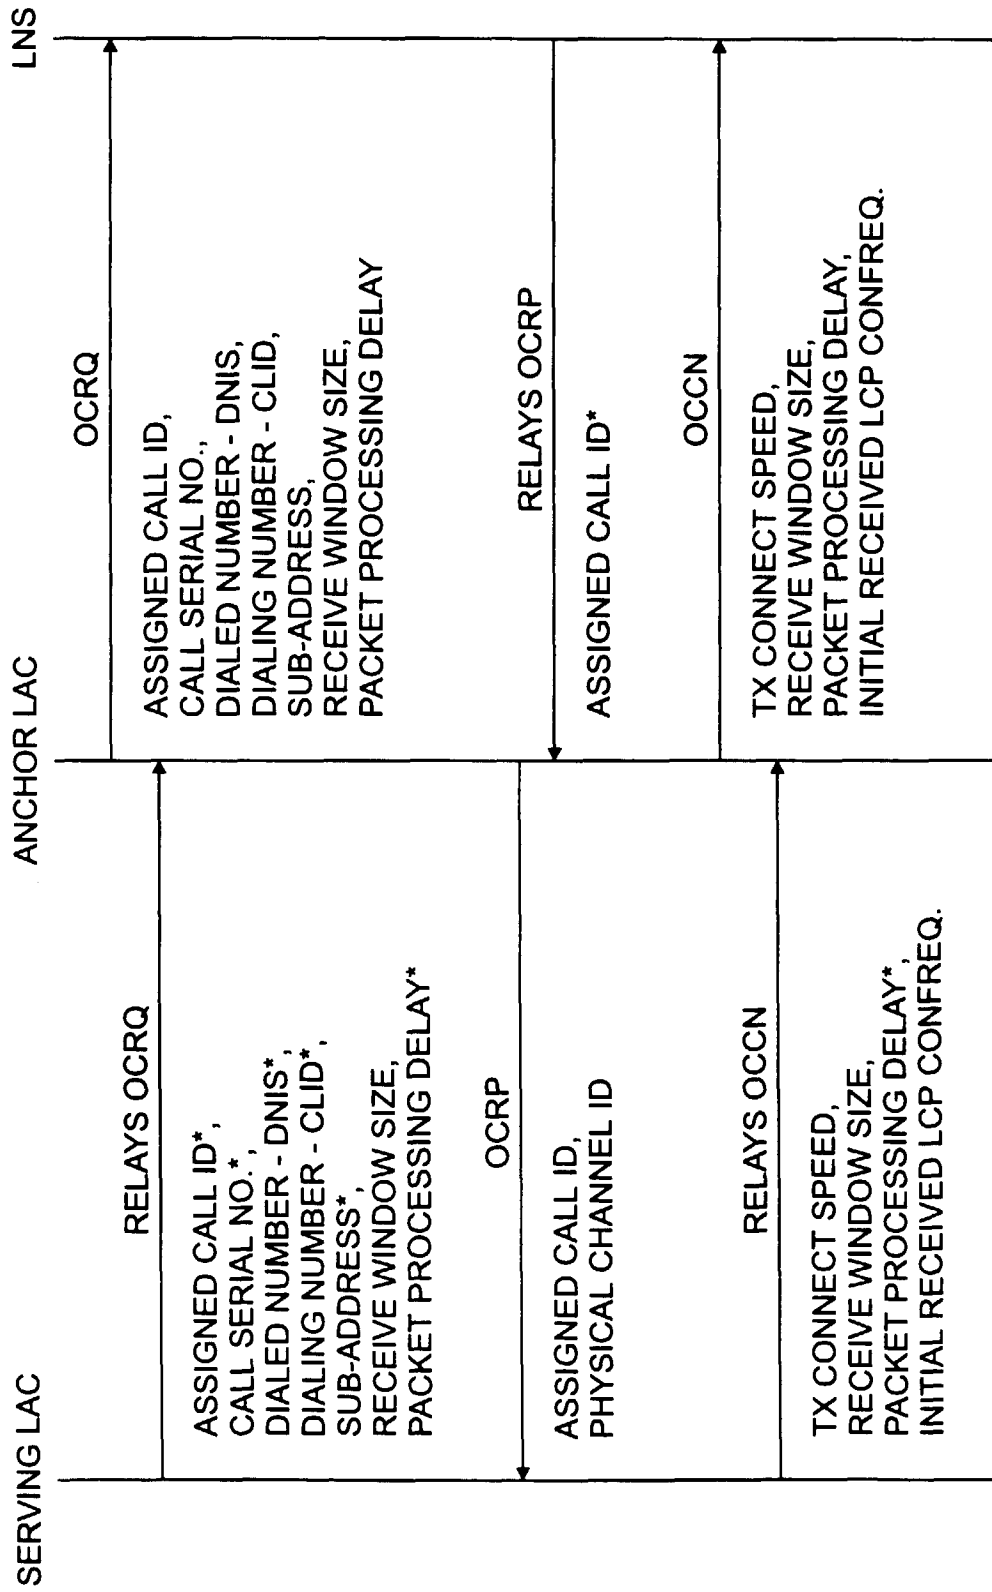 SERVING LAC
ANCHOR LAC
LNS
RELAYS OCRQ
ASSIGNED CALL ID*,
CALL SERIAL NO.*,
DIALED NUMBER - DNIS*,
DIALING NUMBER - CLID*,
SUB-ADDRESS*,
RECEIVE WINDOW SIZE,
PACKET PROCESSING DELAY*
OCRP
ASSIGNED CALL ID,
PHYSICAL CHANNEL ID
RELAYS OCCN
TX CONNECT SPEED,
RECEIVE WINDOW SIZE,
PACKET PROCESSING DELAY*,
INITIAL RECEIVED LCP CONFREQ.
OCRQ
ASSIGNED CALL ID,
CALL SERIAL NO.,
DIALED NUMBER - DNIS,
DIALING NUMBER - CLID,
SUB-ADDRESS,
RECEIVE WINDOW SIZE,
PACKET PROCESSING DELAY
RELAYS OCRP
ASSIGNED CALL ID*
OCCN
TX CONNECT SPEED,
RECEIVE WINDOW SIZE,
PACKET PROCESSING DELAY,
INITIAL RECEIVED LCP CONFREQ.